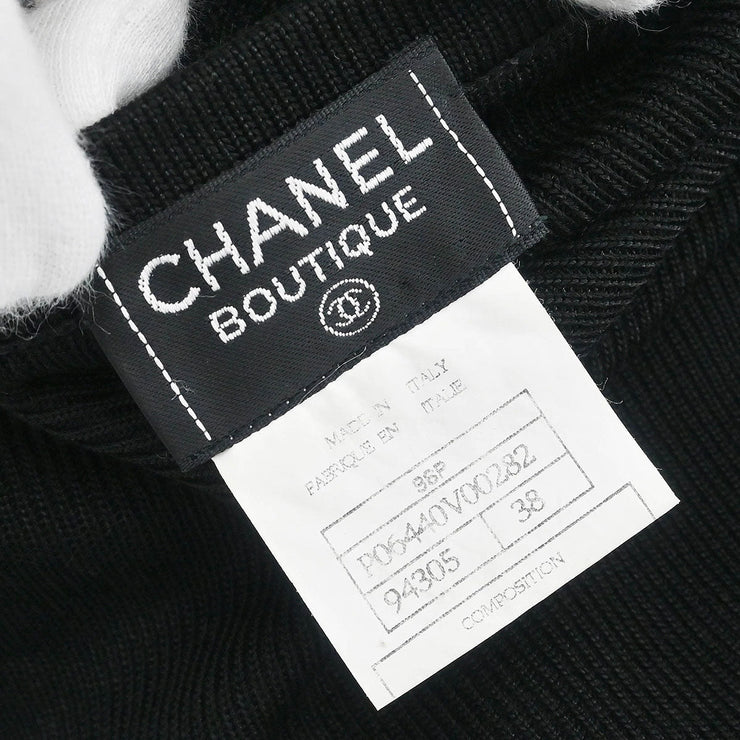 CHANEL
BOUTIQUE
MADE IN ITALY
FABRIQUE EN ITALIE
96P
P06440V00282
94305 38
COMPOSITION